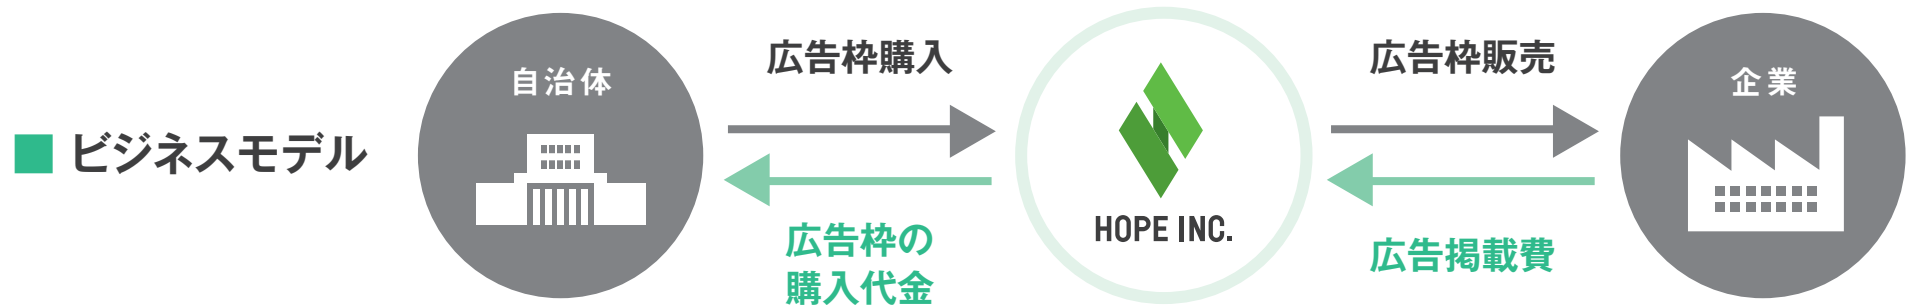 ビジネスモデル
自治体
広告枠購入
広告枠の
購入代金
HOPE INC.
広告枠販売
広告掲載費
企業